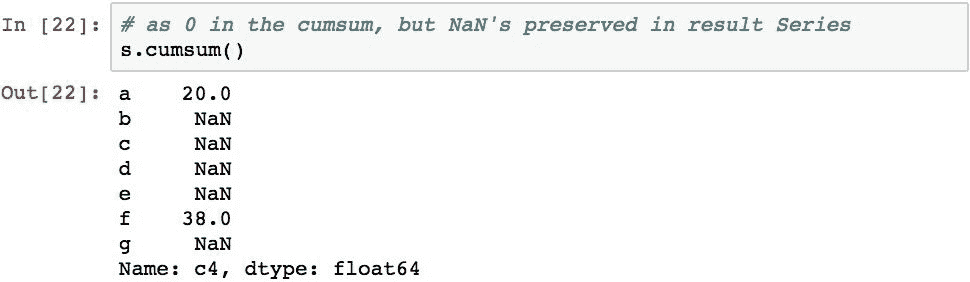 In [22]: # as 0 in the cumsum, but NaN's preserved in result Series
s.cumsum()
Out[22]: a 20.0
b NaN
c NaN
d NaN
e NaN
f 38.0
g NaN
Name: c4, dtype: float64